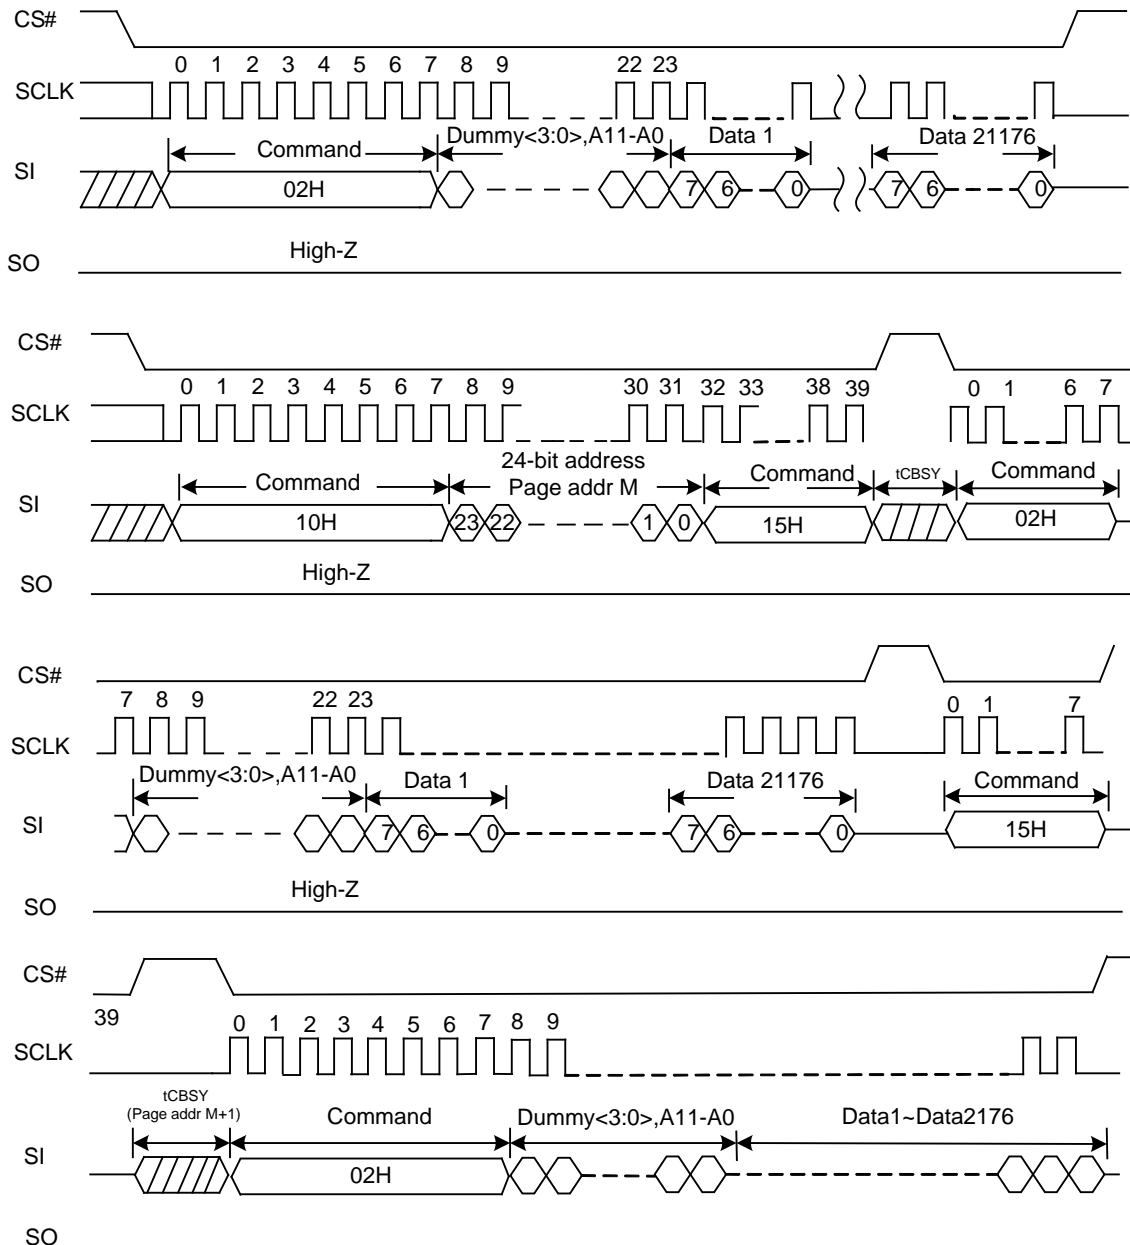 CS#
0 1 2 3 4 5 6 7 8 9 22 23
SCLK
Command Dummy<3:0>,A11-A0 Data 1 Data 21176
SI
02H 7 6 0 7 6 0
High-Z
SO
CS#
0 1 2 3 4 5 6 7 8 9 30 31 32 33 38 39 0 1 6 7
SCLK
24-bit address
Command Page addr M Command tCBSY Command
SI
10H 23 22 1 0 15H 02H
High-Z
SO
CS#
7 8 9 22 23 0 1 7
SCLK
Dummy<3:0>,A11-A0 Data 1 Data 21176 Command
SI
7 6 0 7 6 0 15H
High-Z
SO
CS#
39
0 1 2 3 4 5 6 7 8 9
SCLK
tCBSY
(Page addr M+1) Command Dummy<3:0>,A11-A0 Data1~Data2176
SI
02H
SO